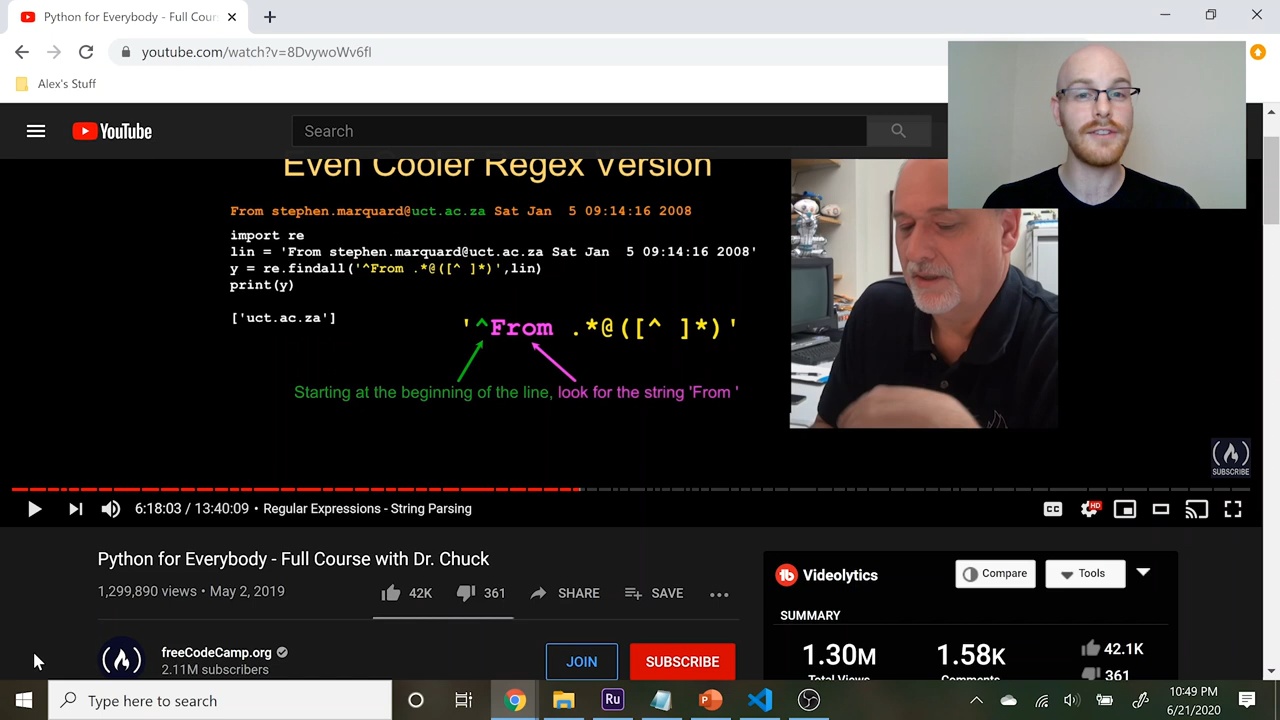 Python for Everybody - Full Cour
youtube.com/watch?v=8DvywoWv6fI
Alex's Stuff
YouTube
Search
Even Cooler Regex Version
From stephen.marquard@uct.ac.za Sat Jan  5 09:14:16 2008
import re
lin = 'From stephen.marquard@uct.ac.za Sat Jan  5 09:14:16 2008'
y = re.findall('^From .*@([^ ]*)',lin)
print(y)
['uct.ac.za']
'^From .*@([^ ]*)'
Starting at the beginning of the line, look for the string 'From '
SUBSCRIBE
6:18:03 / 13:40:09 • Regular Expressions - String Parsing
CC
HD
Python for Everybody - Full Course with Dr. Chuck
1,299,890 views • May 2, 2019
42K
361
SHARE
SAVE
freeCodeCamp.org
2.11M subscribers
JOIN
SUBSCRIBE
tb
Videolytics
Compare
Tools
SUMMARY
1.30M
1.58K
42.1K
Total Views
Comments
361
Type here to search
Ru
10:49 PM
6/21/2020